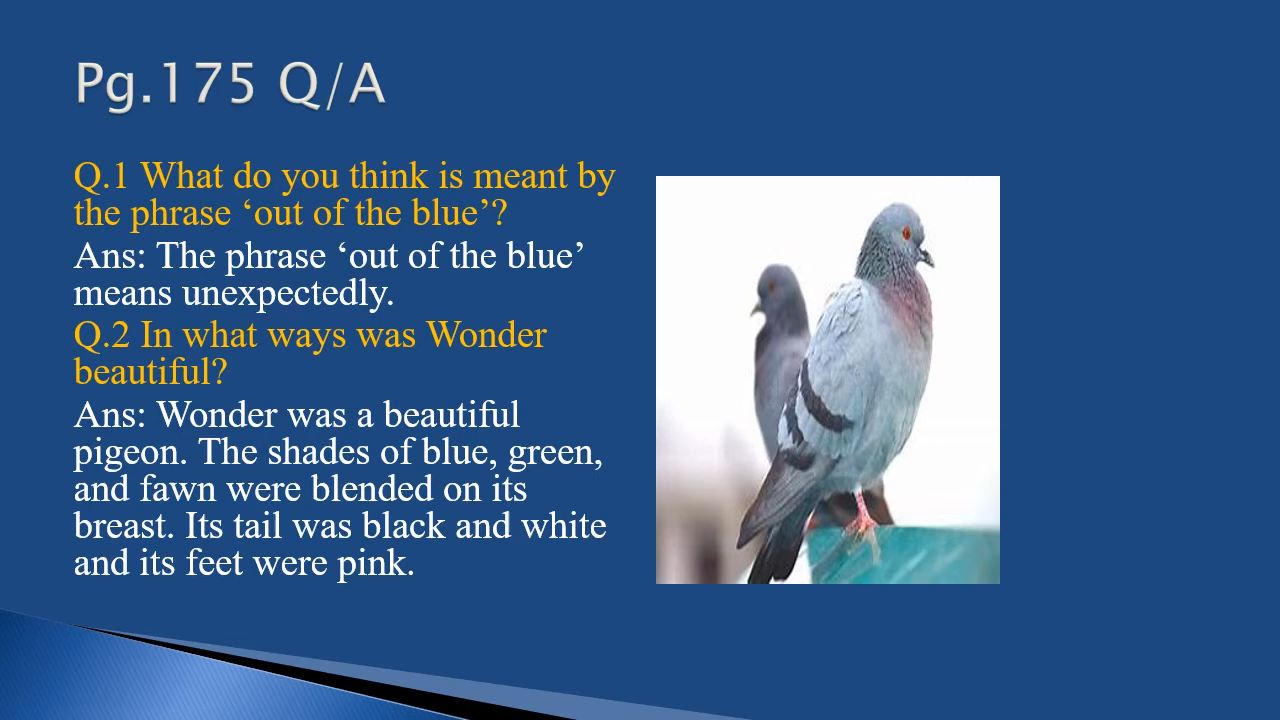 Pg.175 Q/A
Q.1 What do you think is meant by
the phrase ‘out of the blue’?
Ans: The phrase ‘out of the blue’
means unexpectedly.
Q.2 In what ways was Wonder
beautiful?
Ans: Wonder was a beautiful
pigeon. The shades of blue, green,
and fawn were blended on its
breast. Its tail was black and white
and its feet were pink.